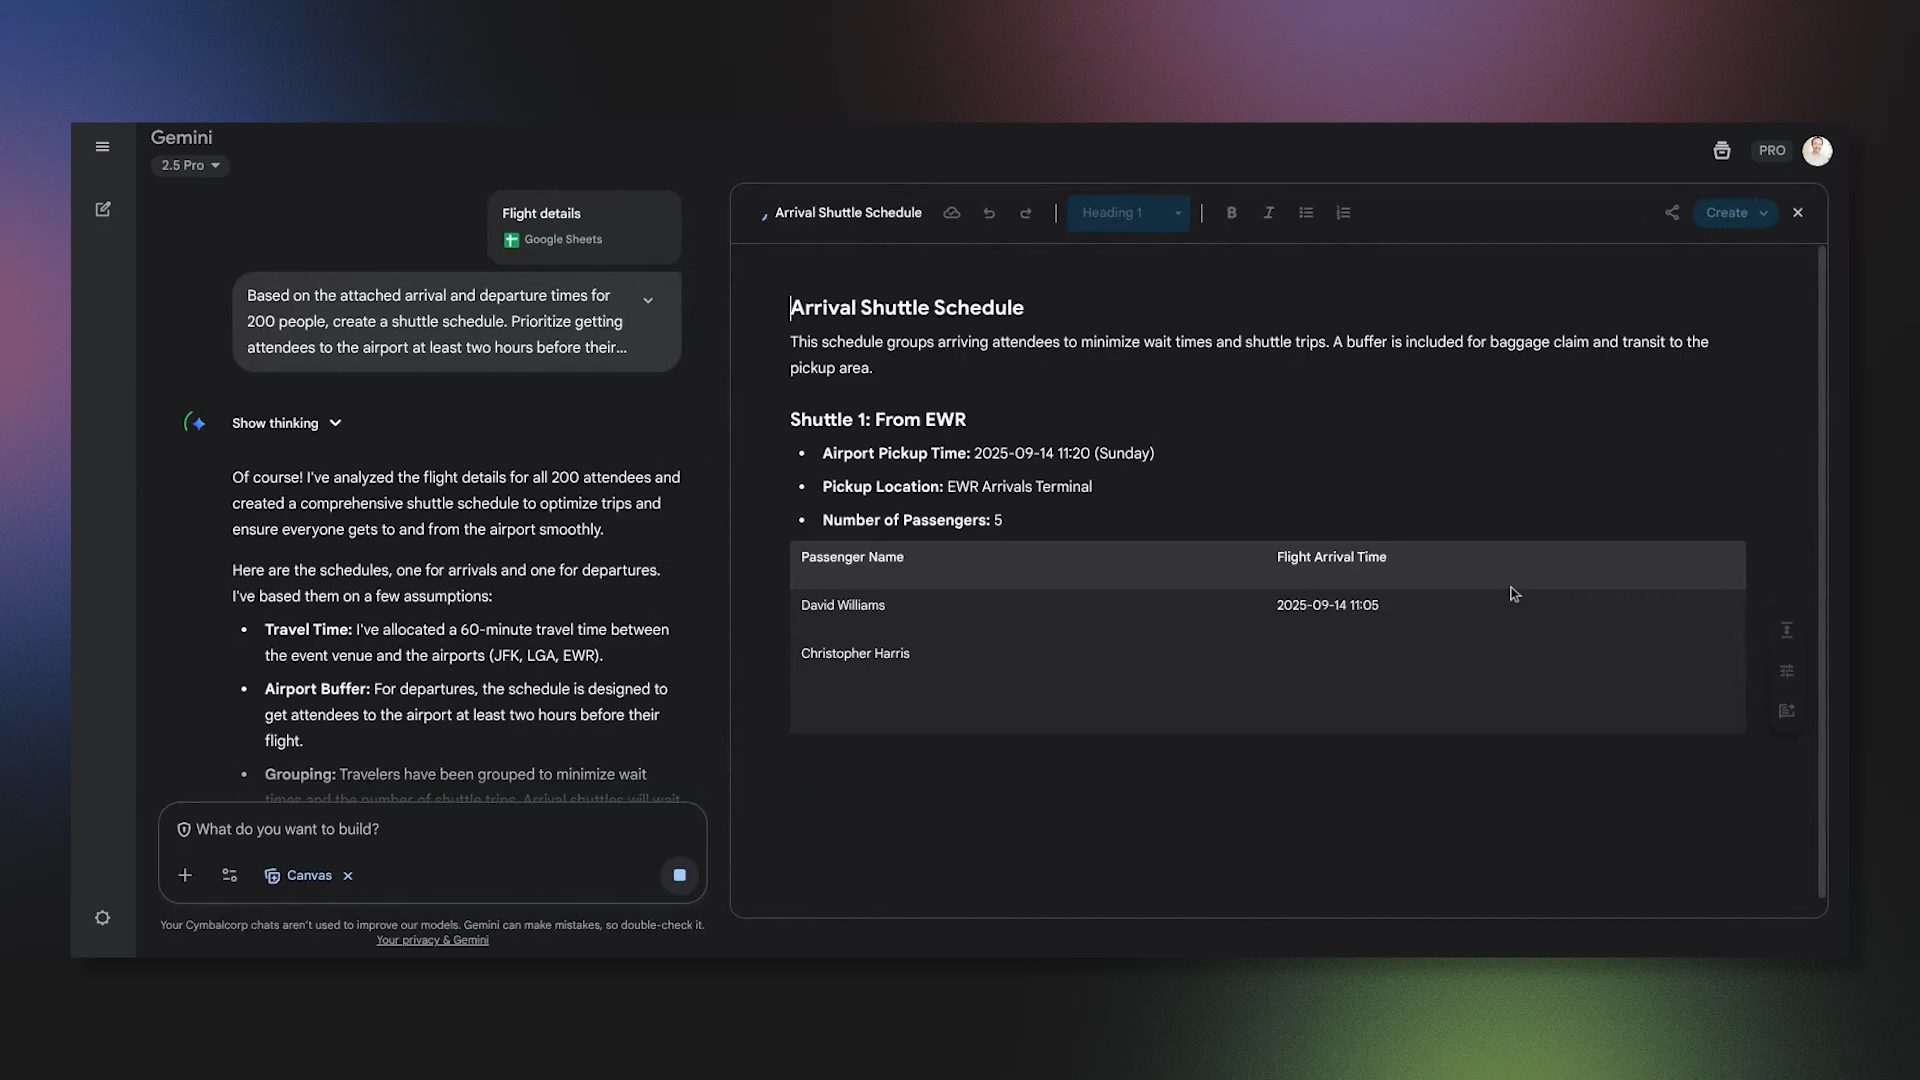 Gemini
2.5 Pro
PRO
Flight details
Google Sheets
Based on the attached arrival and departure times for
200 people, create a shuttle schedule. Prioritize getting
attendees to the airport at least two hours before their...
Show thinking
Of course! I've analyzed the flight details for all 200 attendees and
created a comprehensive shuttle schedule to optimize trips and
ensure everyone gets to and from the airport smoothly.
Here are the schedules, one for arrivals and one for departures.
I've based them on a few assumptions:
• Travel Time: I've allocated a 60-minute travel time between
the event venue and the airports (JFK, LGA, EWR).
• Airport Buffer: For departures, the schedule is designed to
get attendees to the airport at least two hours before their
flight.
• Grouping: Travelers have been grouped to minimize wait
times and the number of shuttle trips. Arrival shuttles will wait
What do you want to build?
Canvas
Your Cymbalcorp chats aren't used to improve our models. Gemini can make mistakes, so double-check it.
Your privacy & Gemini
Arrival Shuttle Schedule
Heading 1
B
I
Create
Arrival Shuttle Schedule
This schedule groups arriving attendees to minimize wait times and shuttle trips. A buffer is included for baggage claim and transit to the
pickup area.
Shuttle 1: From EWR
• Airport Pickup Time: 2025-09-14 11:20 (Sunday)
• Pickup Location: EWR Arrivals Terminal
• Number of Passengers: 5
Passenger Name Flight Arrival Time
David Williams 2025-09-14 11:05
Christopher Harris